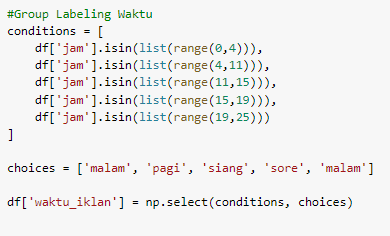 #Group Labeling Waktu
conditions = [
    df['jam'].isin(list(range(0,4))),
    df['jam'].isin(list(range(4,11))),
    df['jam'].isin(list(range(11,15))),
    df['jam'].isin(list(range(15,19))),
    df['jam'].isin(list(range(19,25)))
]

choices = ['malam', 'pagi', 'siang', 'sore', 'malam']

df['waktu_iklan'] = np.select(conditions, choices)